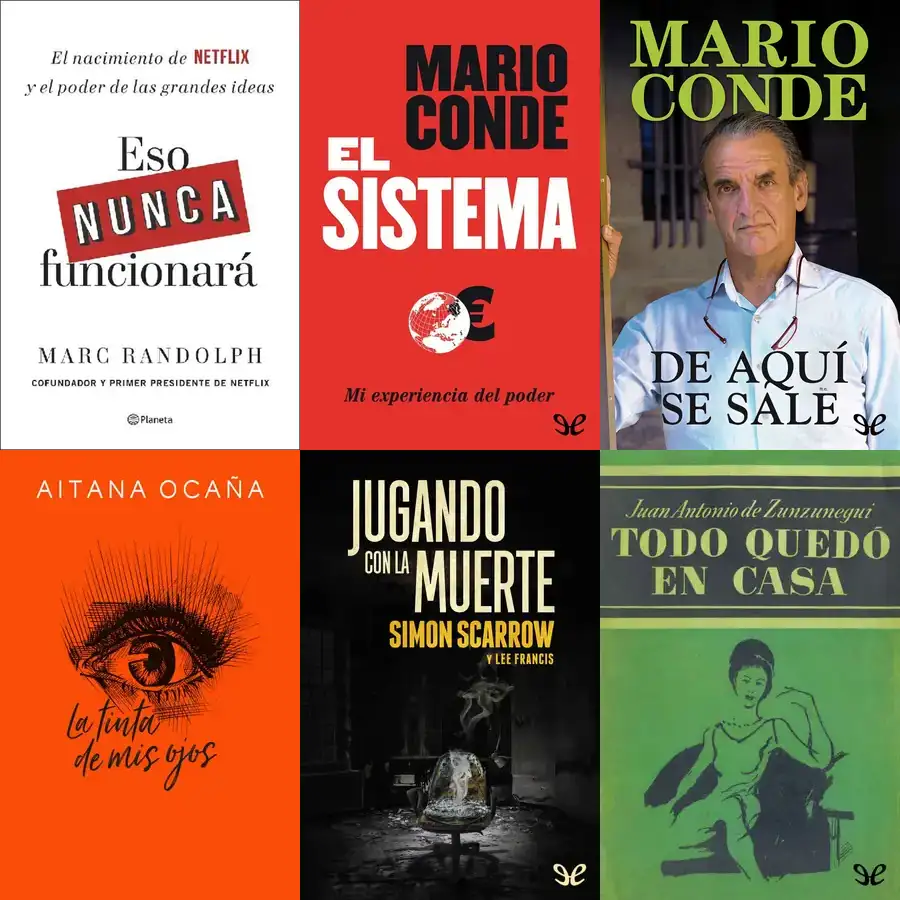 El nacimiento de NETFLIX
y el poder de las grandes ideas
Eso
NUNCA
funcionará
MARC RANDOLPH
COFUNDADOR Y PRIMER PRESIDENTE DE NETFLIX
Planeta
MARIO
CONDE
EL
SISTEMA
€
Mi experiencia del poder
MARIO
CONDE
DE AQUÍ
SE SALE
AITANA OCAÑA
La tinta
de mis ojos
JUGANDO
CON LA
MUERTE
SIMON SCARROW
Y LEE FRANCIS
Juan Antonio de Zunzunegui
TODO QUEDÓ
EN CASA